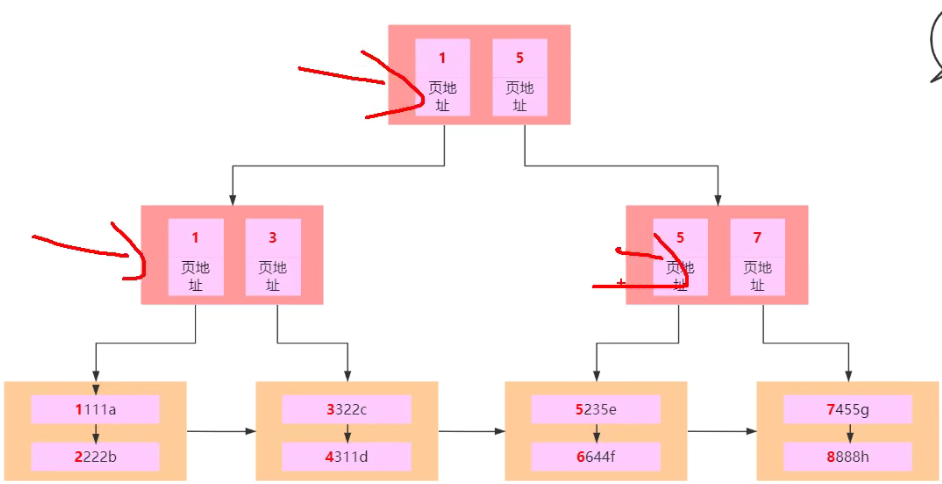 1 5
页地 页地
址 址
1 3 5 7
页地 页地 页地 页地
址 址 址 址
1111a 3322c 5235e 7455g
2222b 4311d 6644f 8888h